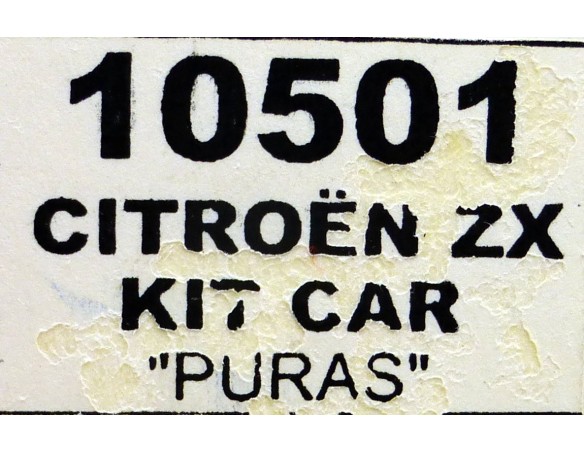 10501
CITROËN ZX
KIT CAR
"PURAS"